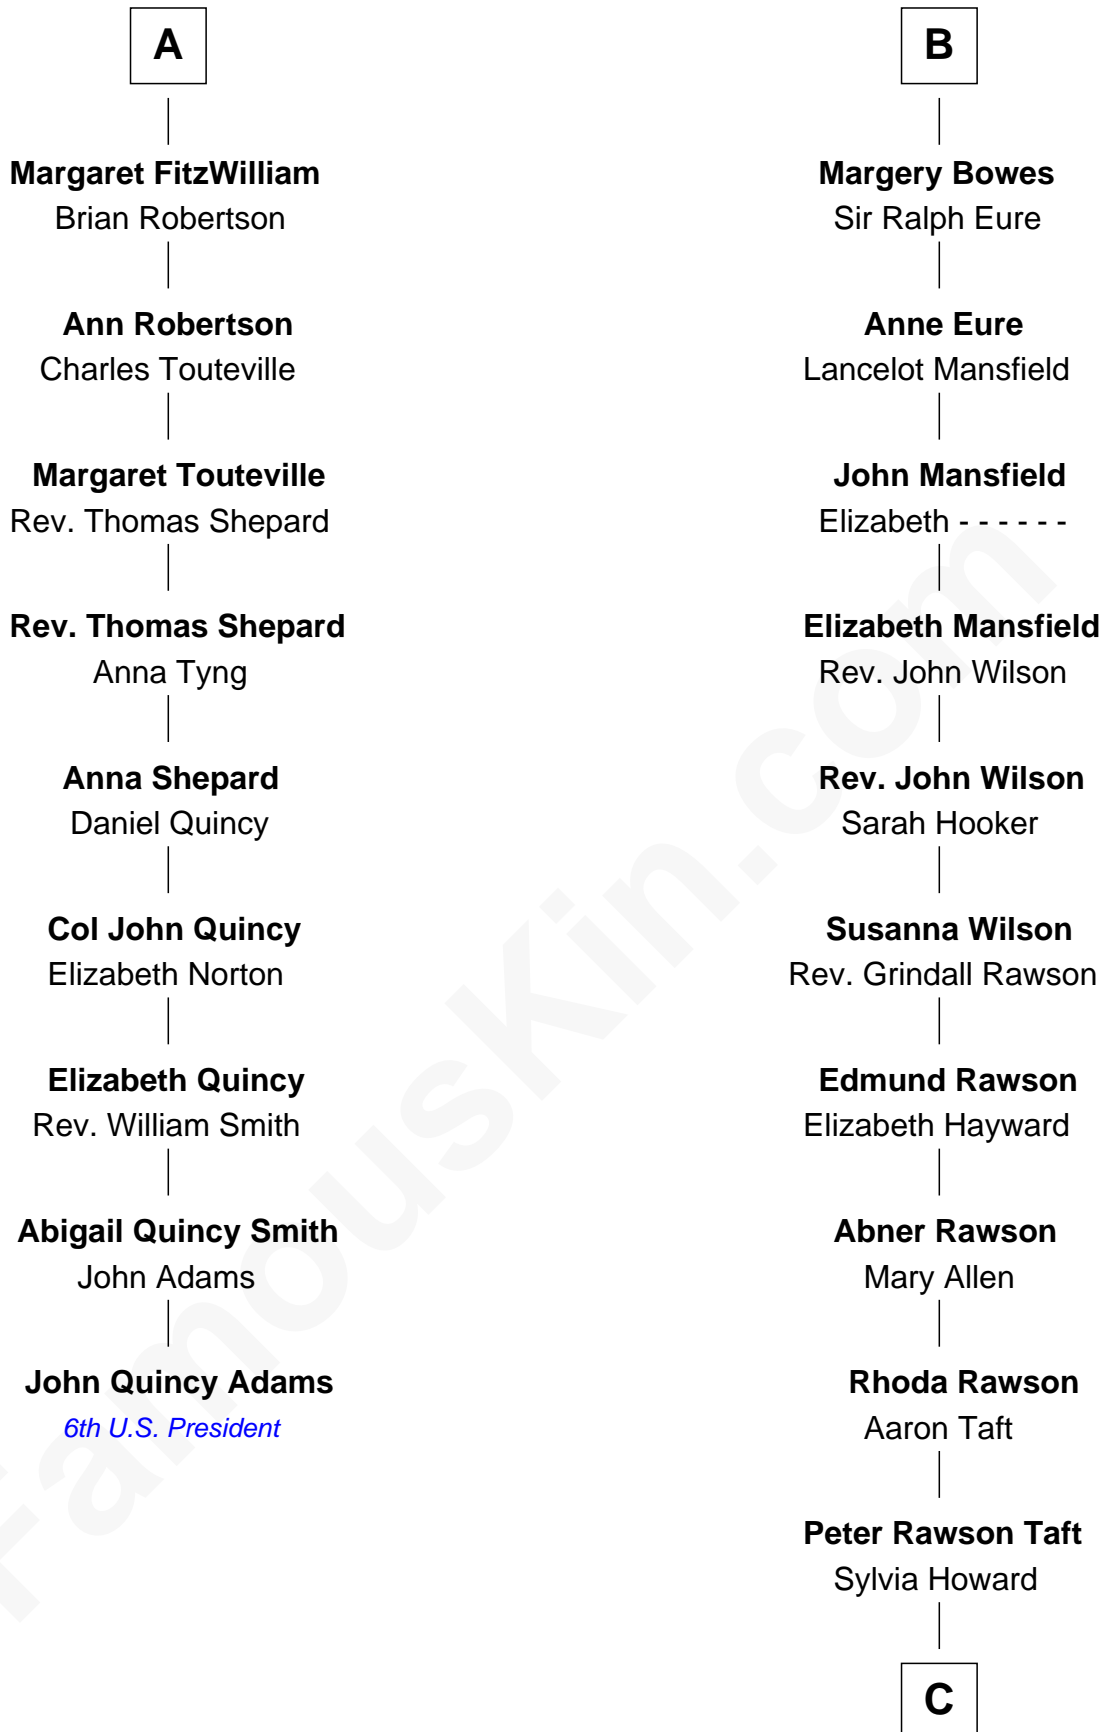 A
Margaret FitzWilliam
Brian Robertson
Ann Robertson
Charles Touteville
Margaret Touteville
Rev. Thomas Shepard
Rev. Thomas Shepard
Anna Tyng
Anna Shepard
Daniel Quincy
Col John Quincy
Elizabeth Norton
Elizabeth Quincy
Rev. William Smith
Abigail Quincy Smith
John Adams
John Quincy Adams
6th U.S. President
B
Margery Bowes
Sir Ralph Eure
Anne Eure
Lancelot Mansfield
John Mansfield
Elizabeth - - - - - -
Elizabeth Mansfield
Rev. John Wilson
Rev. John Wilson
Sarah Hooker
Susanna Wilson
Rev. Grindall Rawson
Edmund Rawson
Elizabeth Hayward
Abner Rawson
Mary Allen
Rhoda Rawson
Aaron Taft
Peter Rawson Taft
Sylvia Howard
C
FamousKin.com